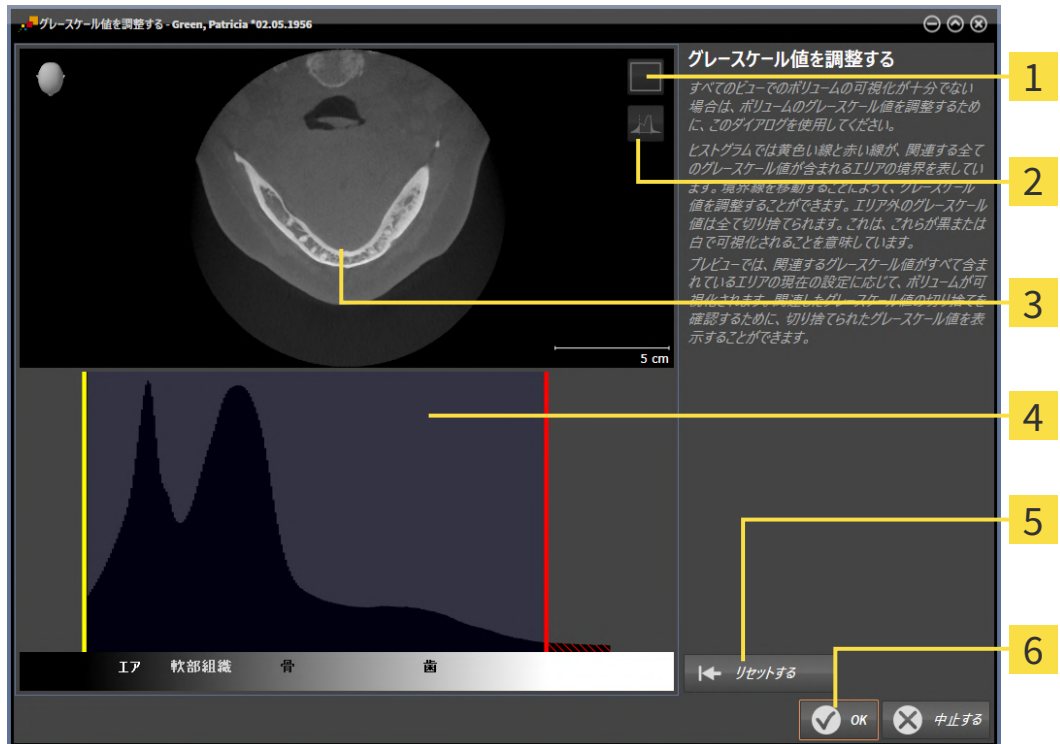 グレースケール値を調整する - Green, Patricia *02.05.1956
グレースケール値を調整する
すべてのビューでのボリュームの可視化が十分でない
場合は、ボリュームのグレースケール値を調整するため
に、このダイアログを使用してください。
ヒストグラムでは黄色い線と赤い線が、関連する全て
のグレースケール値が含まれるエリアの境界を表してい
ます。境界線を移動することによって、グレースケール
値を調整することができます。エリア外のグレースケール
値は全て切り捨てられます。これは、これらが黒または
白で可視化されることを意味しています。
プレビューでは、関連するグレースケール値がすべて含ま
れているエリアの現在の設定に応じて、ボリュームが可
視化されます。関連したグレースケール値の切り捨てを
確認するために、切り捨てられたグレースケール値を表
示することができます。
5 cm
エア 軟部組織 骨 歯
リセットする
OK 中止する
1
2
3
4
5
6